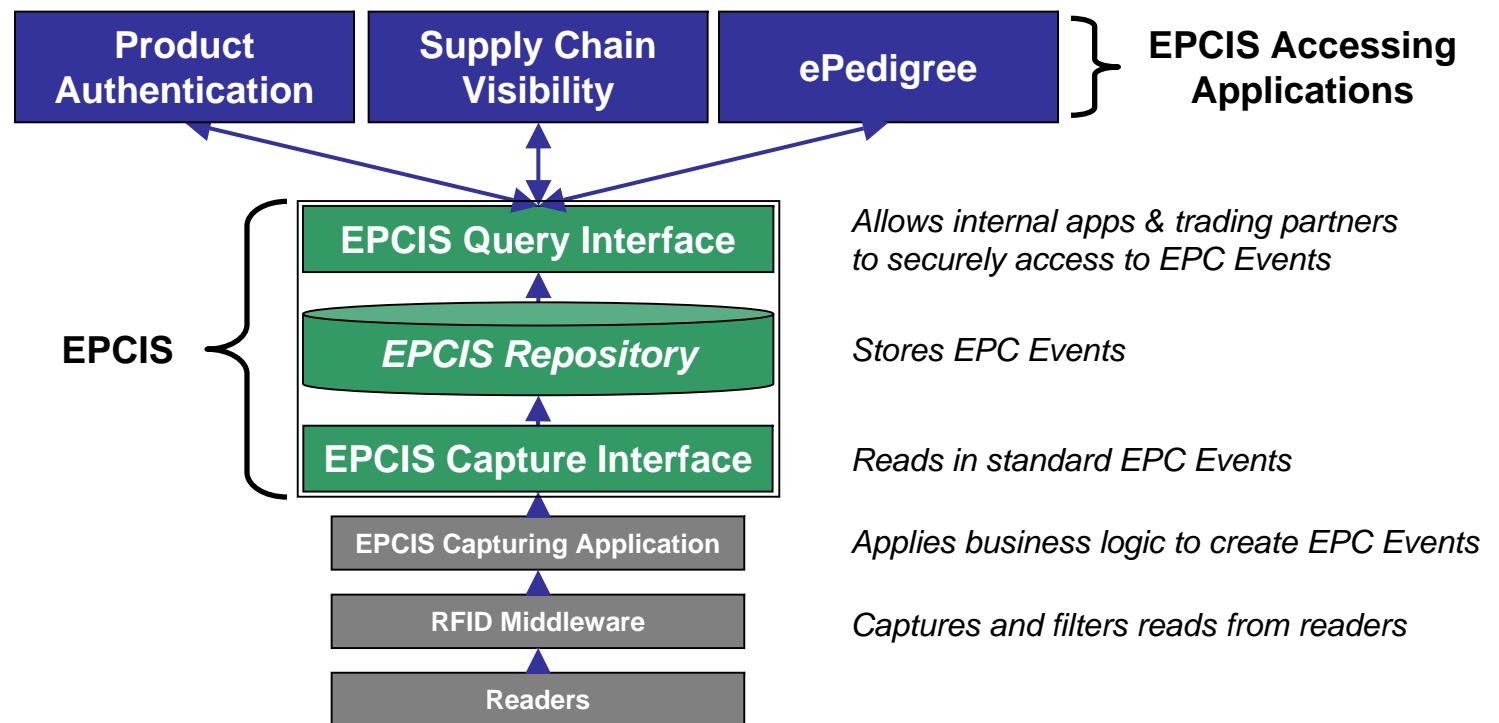 Product
Authentication
Supply Chain
Visibility
ePedigree
EPCIS Accessing
Applications
EPCIS Query Interface
Allows internal apps & trading partners
to securely access to EPC Events
EPCIS
EPCIS Repository
Stores EPC Events
EPCIS Capture Interface
Reads in standard EPC Events
EPCIS Capturing Application
Applies business logic to create EPC Events
RFID Middleware
Captures and filters reads from readers
Readers